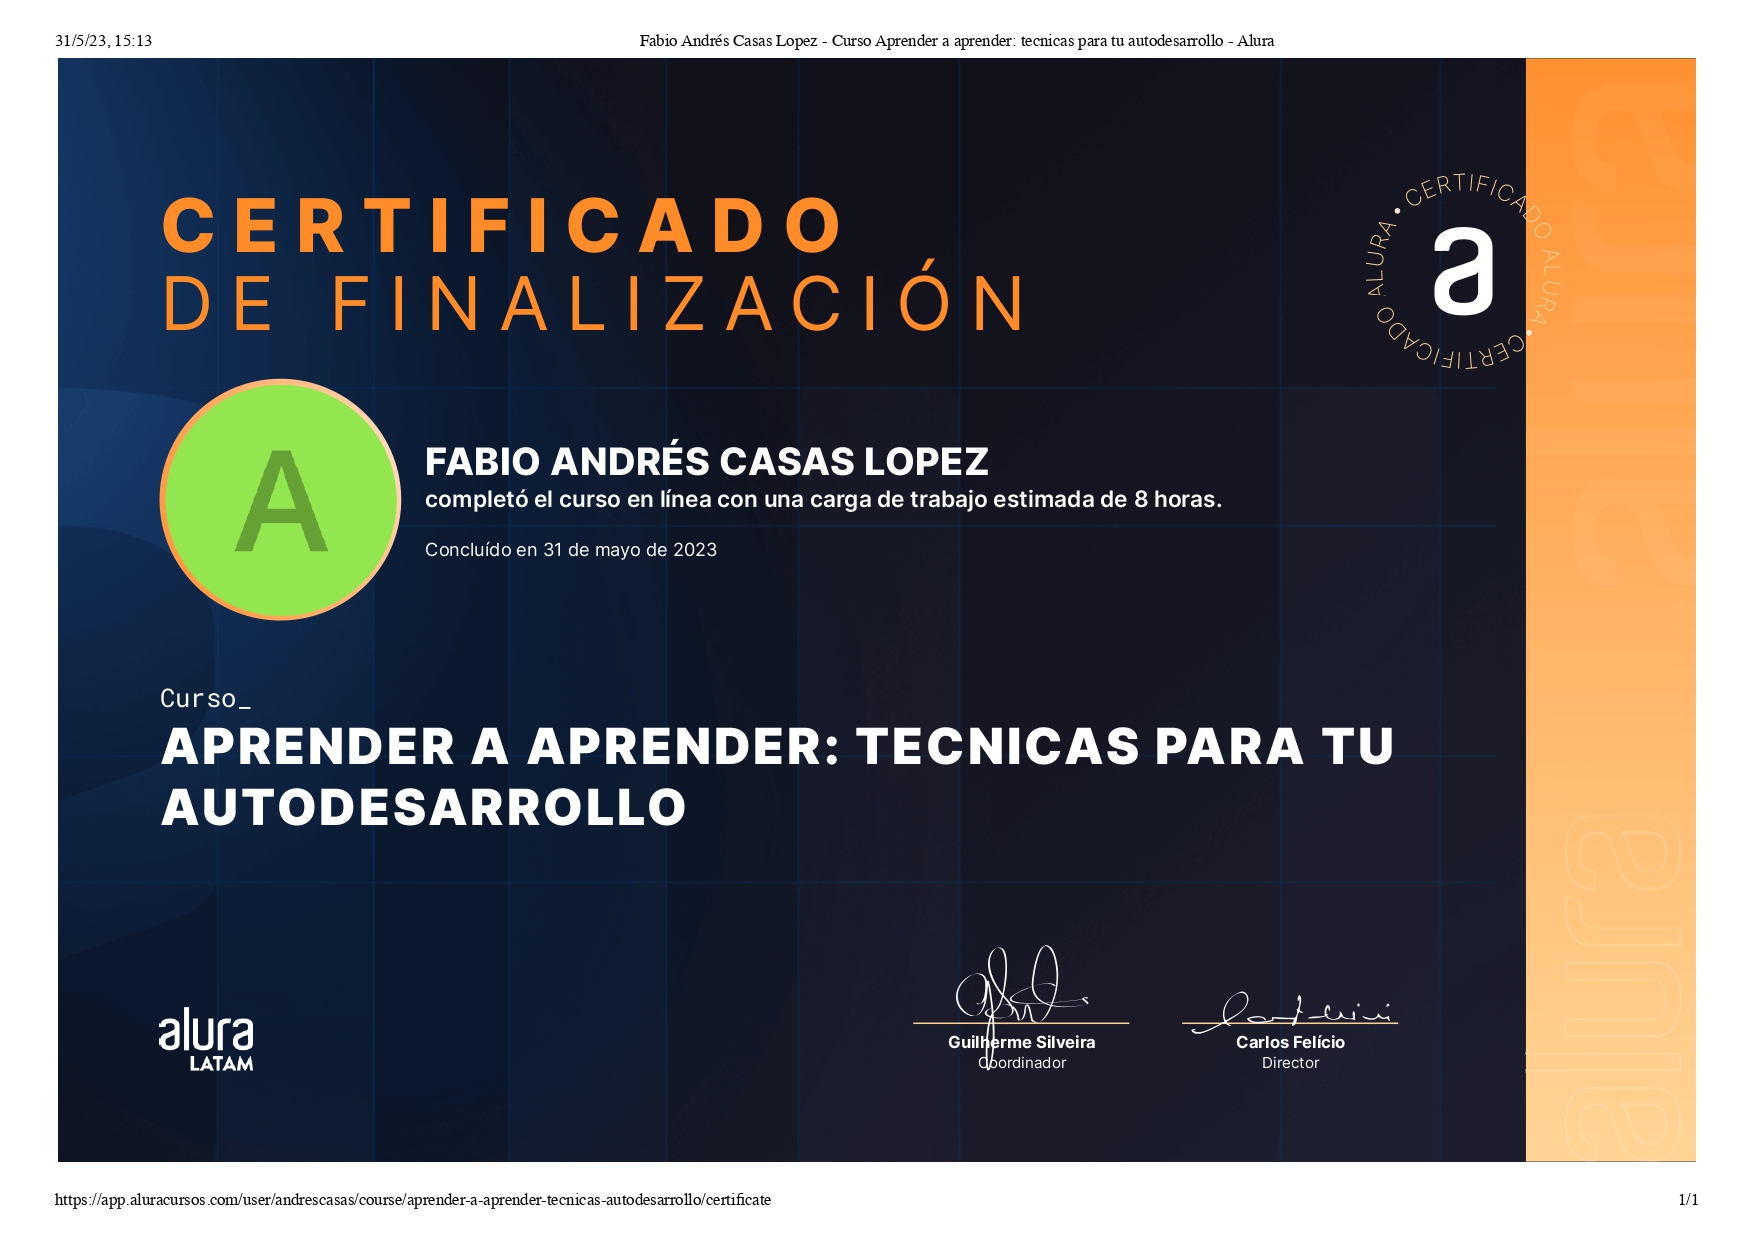 31/5/23, 15:13
Fabio Andrés Casas Lopez - Curso Aprender a aprender: tecnicas para tu autodesarrollo - Alura
CERTIFICADO
DE FINALIZACIÓN
CERTIFICADO ALURA • CERTIFICADO ALURA •
a
A
FABIO ANDRÉS CASAS LOPEZ
completó el curso en línea con una carga de trabajo estimada de 8 horas.
Concluído en 31 de mayo de 2023
Curso_
APRENDER A APRENDER: TECNICAS PARA TU
AUTODESARROLLO
alura
LATAM
Guilherme Silveira
Coordinador
Carlos Felício
Director
alura
alura
alura
https://app.aluracursos.com/user/andrescasas/course/aprender-a-aprender-tecnicas-autodesarrollo/certificate
1/1